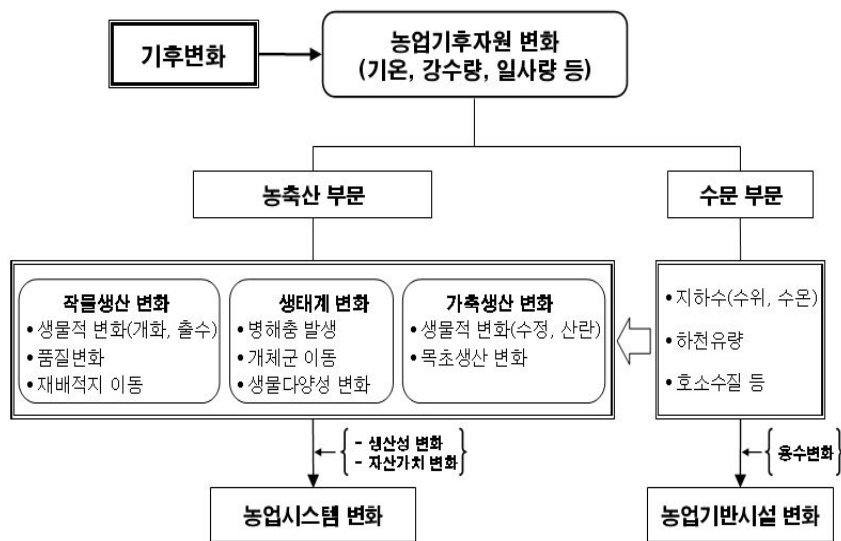 기후변화
농업기후자원 변화
(기온, 강수량, 일사량 등)
농축산 부문
수문 부문
작물생산 변화
• 생물적 변화(개화, 출수)
• 품질변화
• 재배적지 이동
생태계 변화
• 병해충 발생
• 개체군 이동
• 생물다양성 변화
가축생산 변화
• 생물적 변화(수정, 산란)
• 목초생산 변화
• 지하수(수위, 수온)
• 하천유량
• 호소수질 등
- 생산성 변화
- 자산가치 변화
용수변화
농업시스템 변화
농업기반시설 변화